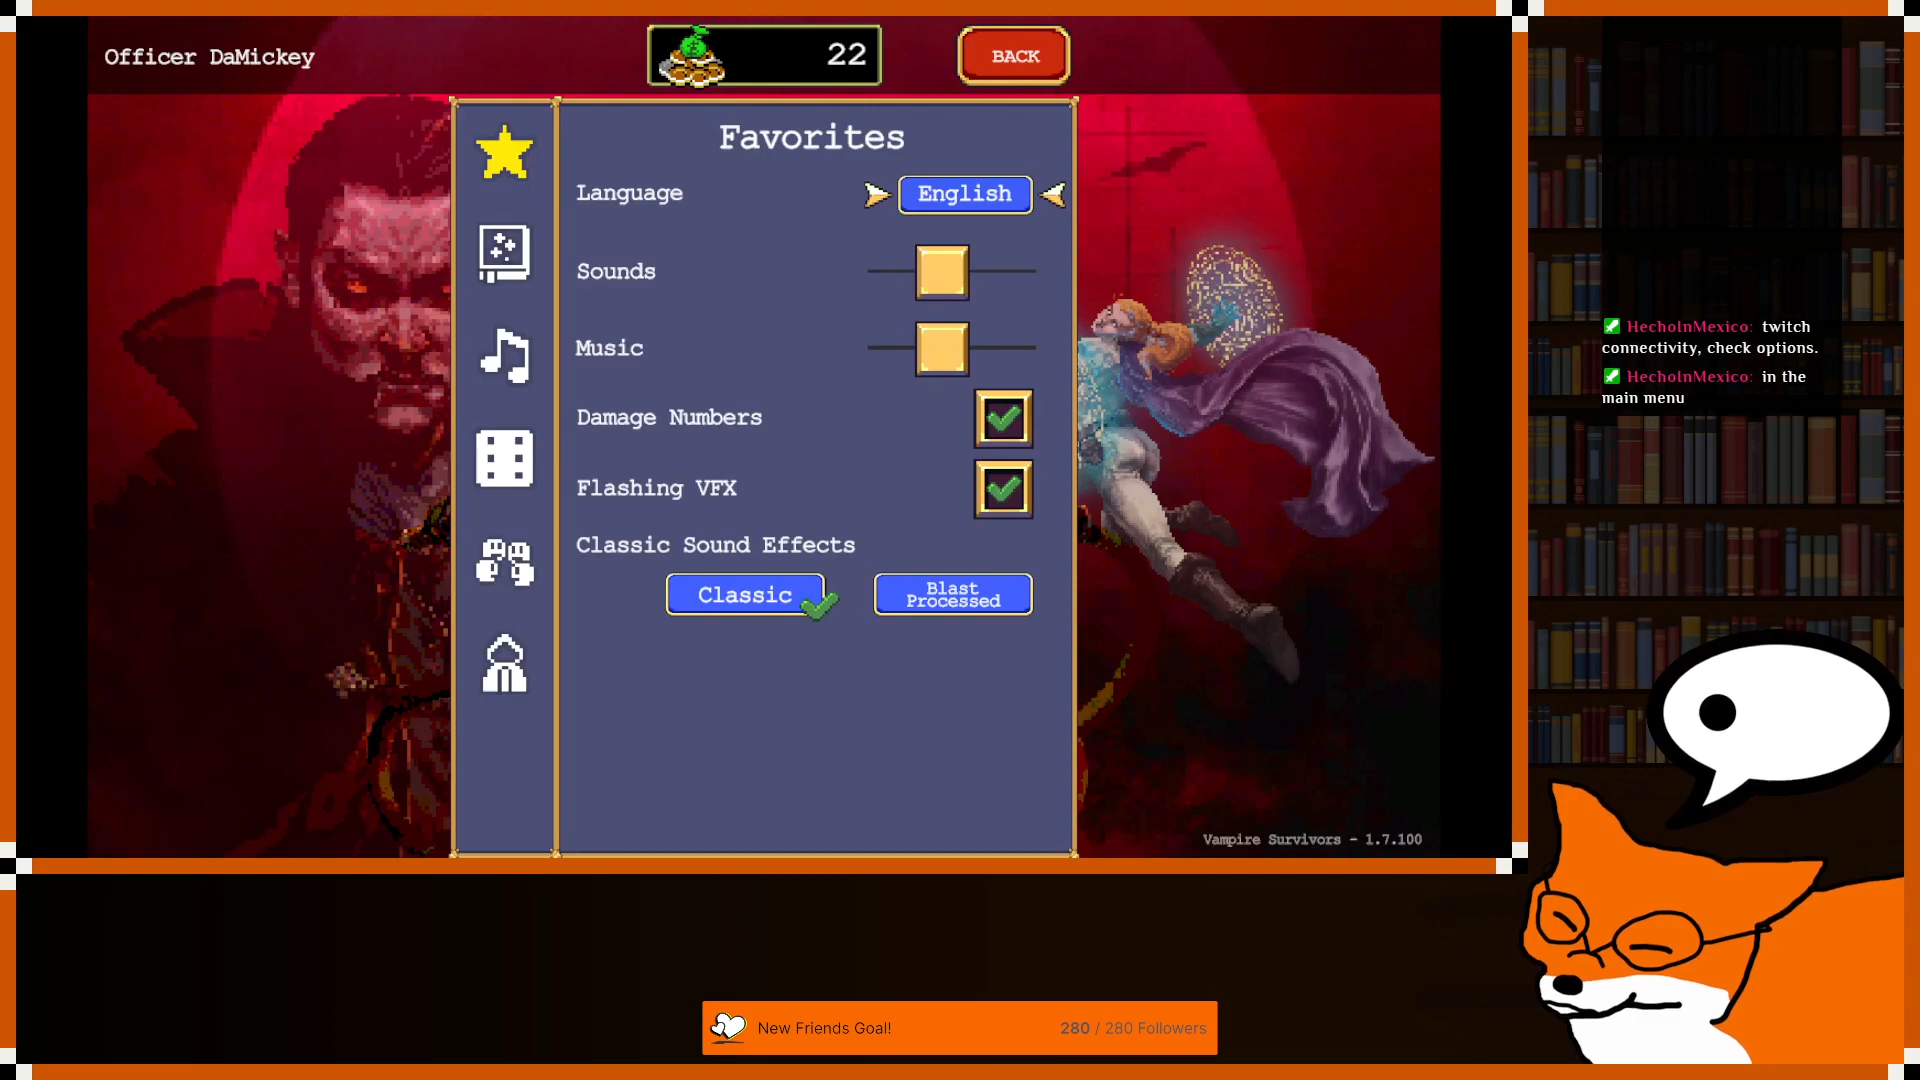 Officer DaMickey
22
BACK
Favorites
Language
English
Sounds
Music
Damage Numbers
Flashing VFX
Classic Sound Effects
Classic
Blast
Processed
Vampire Survivors - 1.7.100
HechoInMexico: twitch
connectivity, check options.
HechoInMexico: in the
main menu
New Friends Goal!
280 / 280 Followers